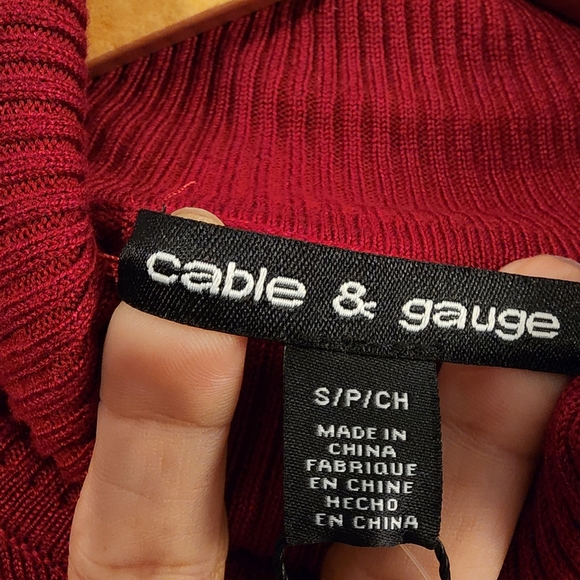 cable & gauge
S/P/CH
MADE IN
CHINA
FABRIQUE
EN CHINE
HECHO
EN CHINA